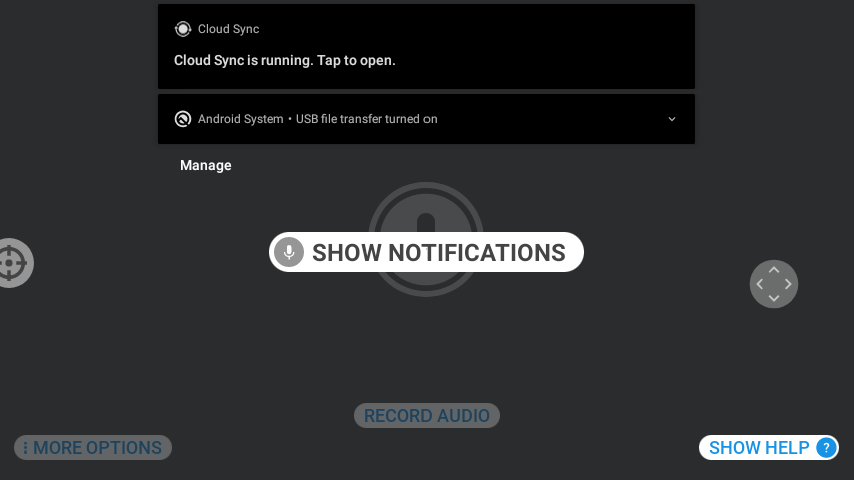 Cloud Sync
Cloud Sync is running. Tap to open.
Android System • USB file transfer turned on
Manage
SHOW NOTIFICATIONS
RECORD AUDIO
MORE OPTIONS
SHOW HELP ?